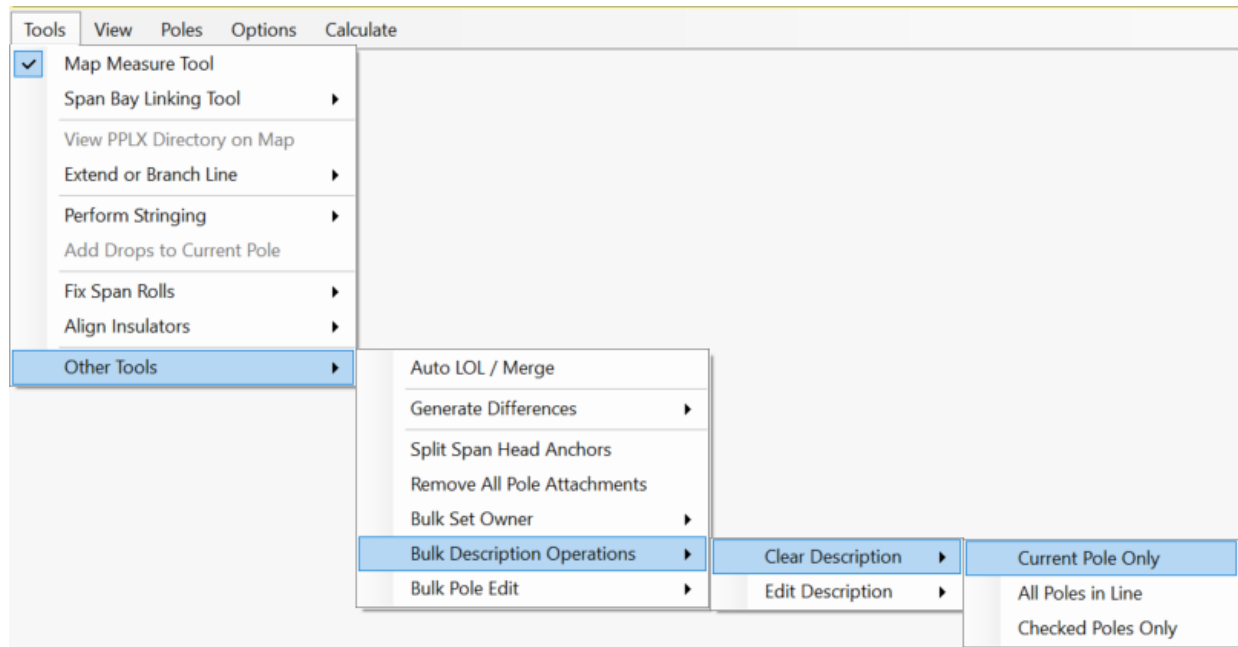 Tools View Poles Options Calculate
Map Measure Tool
Span Bay Linking Tool
View PPLX Directory on Map
Extend or Branch Line
Perform Stringing
Add Drops to Current Pole
Fix Span Rolls
Align Insulators
Other Tools
Auto LOL / Merge
Generate Differences
Split Span Head Anchors
Remove All Pole Attachments
Bulk Set Owner
Bulk Description Operations
Bulk Pole Edit
Clear Description
Edit Description
Current Pole Only
All Poles in Line
Checked Poles Only